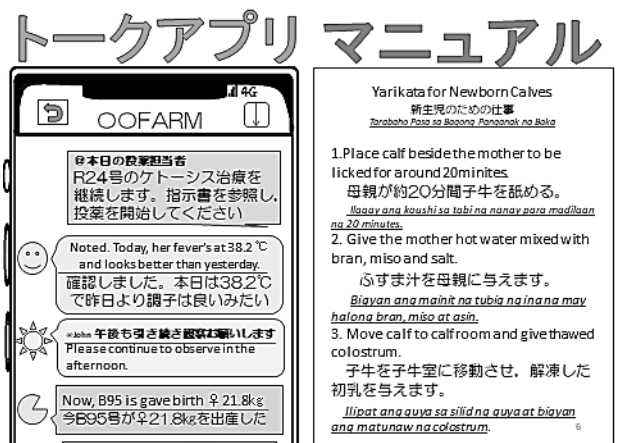 トークアプリ マニュアル
4G
〇〇FARM
@本日の投薬担当者
R24号のケトーシス治療を
継続します。指示書を参照し、
投薬を開始してください
Noted. Today, her fever's at 38.2℃
and looks better than yesterday.
確認しました。本日は38.2℃
で昨日より調子は良いみたい
午後も引き続き観察お願いします
Please continue to observe in the
afternoon.
Now, B95 is gave birth ♀ 21.8kg
今B95号が♀21.8kgを出産した
Yarikata for Newborn Calves
新生児のための仕事
Tarabaho Pasa sa Bagong Panganak na Baka
1.Place calf beside the mother to be
licked for around 20minites.
母親が約20分間子牛を舐める。
Ilagay ang koushi sa tabi ng nanay para madilaan
ng 20 minutes.
2. Give the mother hot water mixed with
bran, miso and salt.
ふすま汁を母親に与えます。
Bigyan ang mainit na tubig ng ina na may
halong bran, miso at asin.
3. Move calf to calf room and give thawed
colostrum.
子牛を子牛室に移動させ、解凍した
初乳を与えます。
Ilipat ang guya sa silid ng guya at bigyan
ang matunaw na colostrum.
6